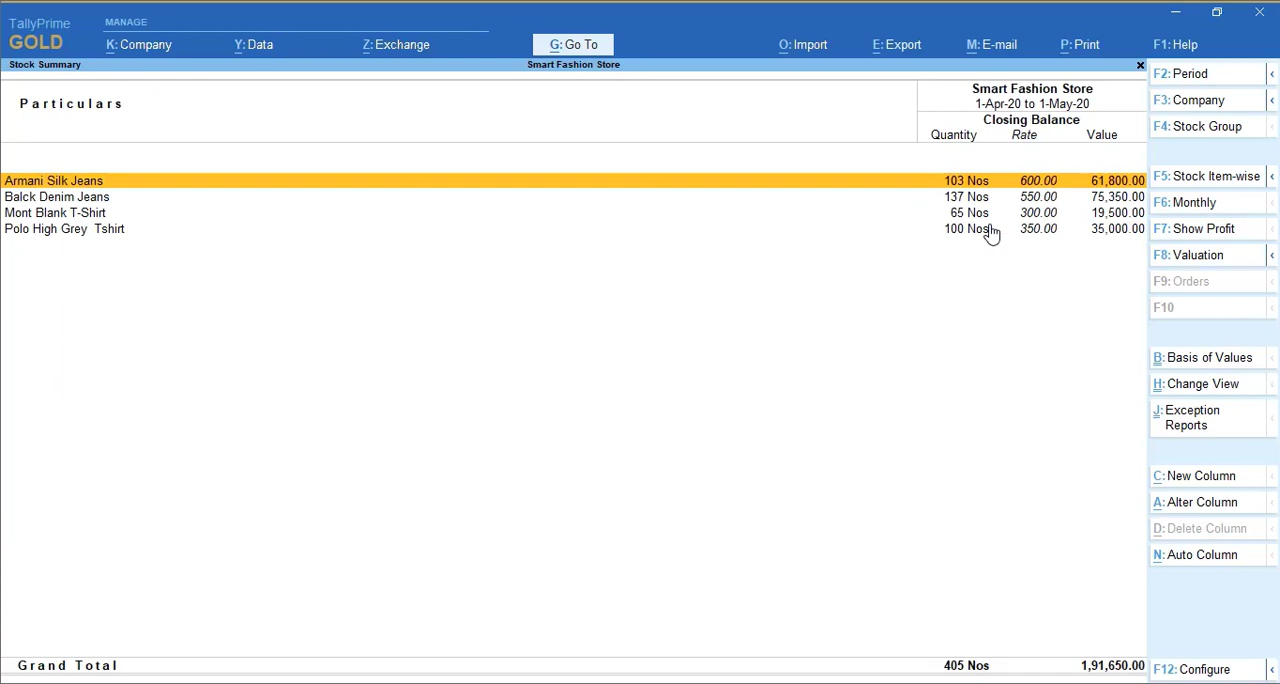 TallyPrime
GOLD
MANAGE
K: Company
Y: Data
Z: Exchange
G: Go To
O: Import
E: Export
M: E-mail
P: Print
F1: Help
Stock Summary
Smart Fashion Store
Particulars
Smart Fashion Store
1-Apr-20 to 1-May-20
Closing Balance
Quantity Rate Value
Armani Silk Jeans 103 Nos 600.00 61,800.00
Balck Denim Jeans 137 Nos 550.00 75,350.00
Mont Blank T-Shirt 65 Nos 300.00 19,500.00
Polo High Grey Tshirt 100 Nos 350.00 35,000.00
Grand Total 405 Nos 1,91,650.00
F2: Period
F3: Company
F4: Stock Group
F5: Stock Item-wise
F6: Monthly
F7: Show Profit
F8: Valuation
F9: Orders
F10
B: Basis of Values
H: Change View
J: Exception
Reports
C: New Column
A: Alter Column
D: Delete Column
N: Auto Column
F12: Configure